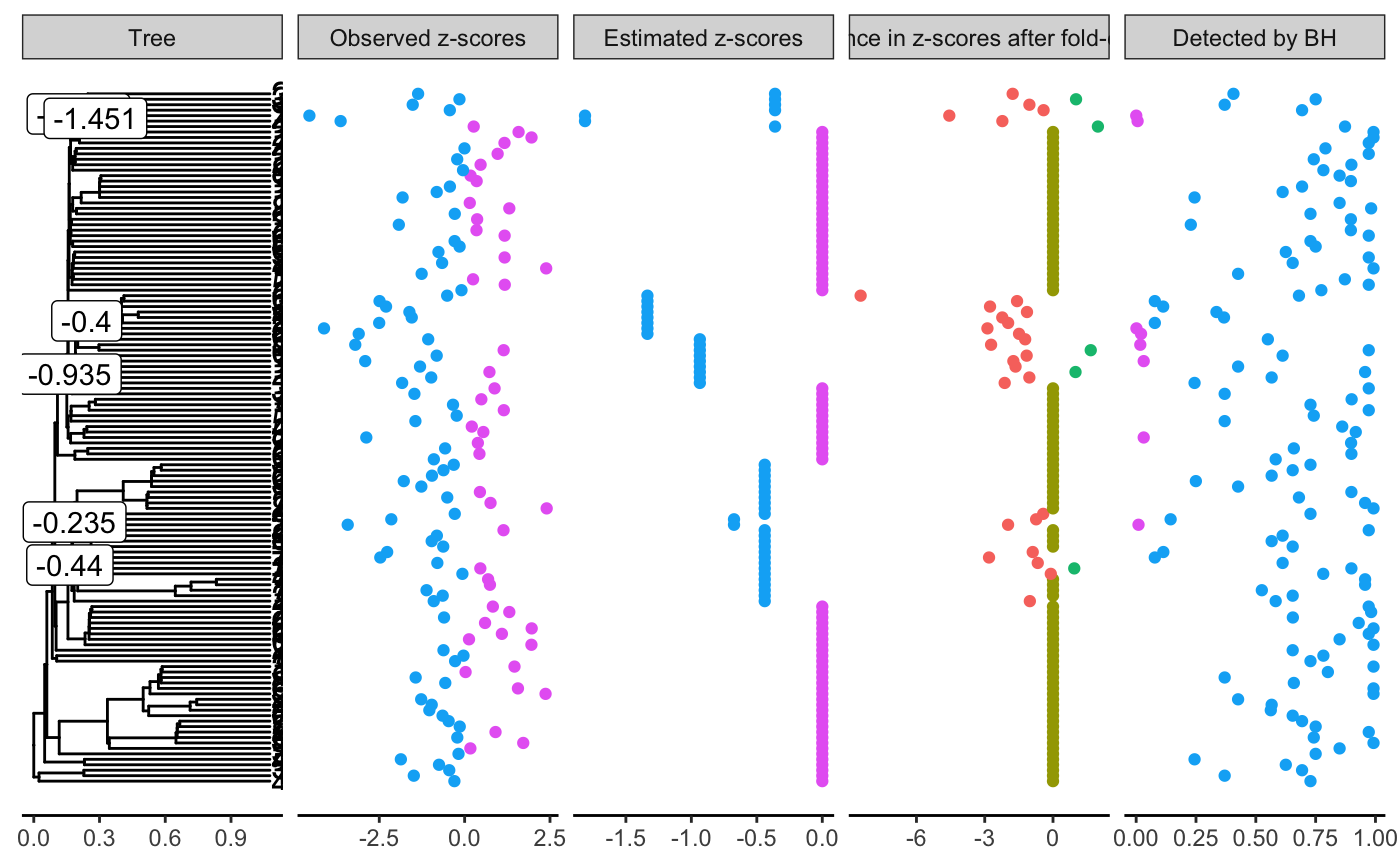 Tree
Observed z-scores
Estimated z-scores
in z-scores after
Detected by BH
-1.451
-0.4
-0.935
-0.235
-0.44
0.0 0.3 0.6 0.9
-2.5 0.0 2.5
-1.5 -1.0 -0.5 0.0
-6 -3 0
0.00 0.25 0.50 0.75 1.00